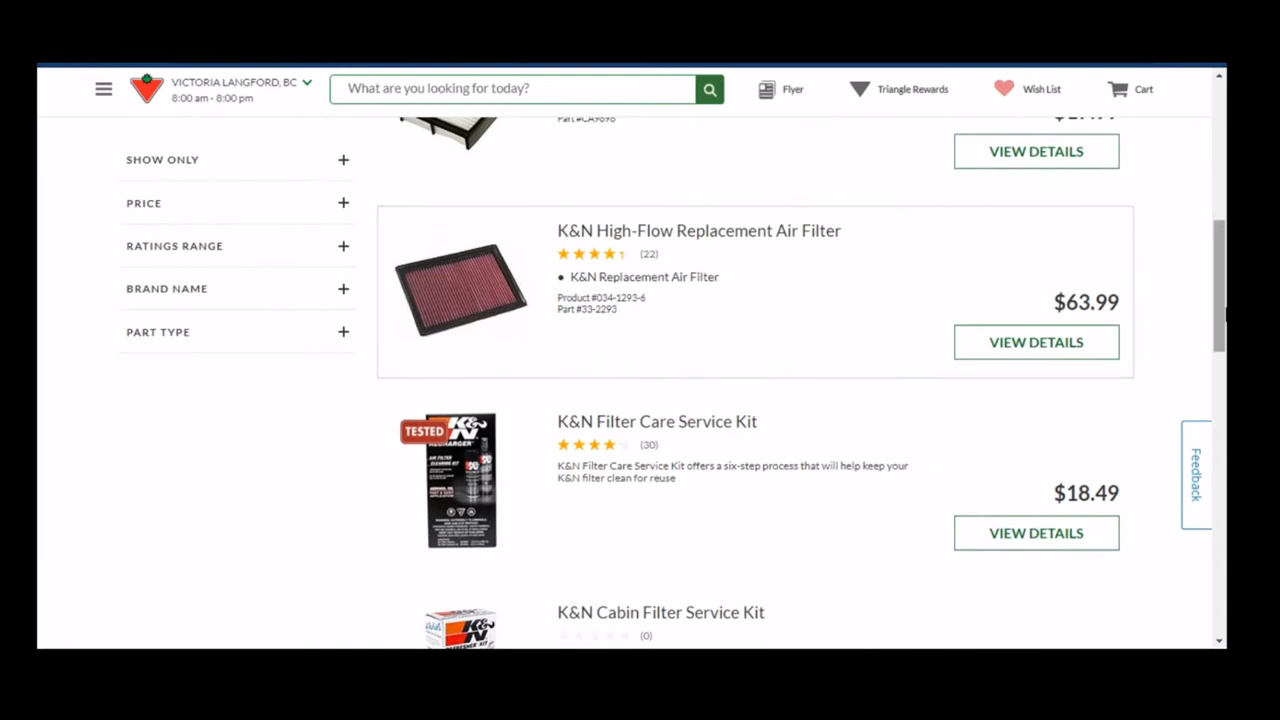 VICTORIA LANGFORD, BC
8:00 am - 8:00 pm
What are you looking for today?
Flyer
Triangle Rewards
Wish List
Cart
SHOW ONLY
PRICE
RATINGS RANGE
BRAND NAME
PART TYPE
VIEW DETAILS
K&N High-Flow Replacement Air Filter
(22)
• K&N Replacement Air Filter
Product #034-1293-6
Part #33-2293
$63.99
VIEW DETAILS
TESTED
K&N
RECHARGER
AIR FILTER
K&N Filter Care Service Kit
(30)
K&N Filter Care Service Kit offers a six-step process that will help keep your
K&N filter clean for reuse
$18.49
VIEW DETAILS
K&N
K&N Cabin Filter Service Kit
(0)
Feedback